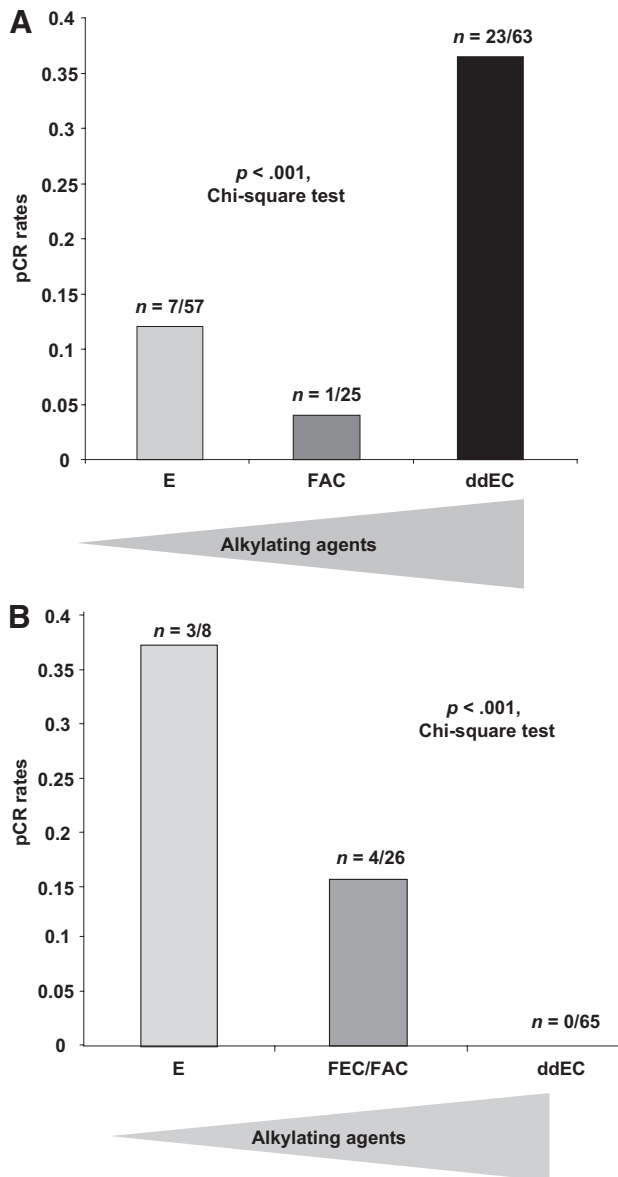 A
0.4
n = 23/63
0.35
0.3
p < .001,
Chi-square test
0.25
0.2
pCR rates
0.15
n = 7/57
0.1
n = 1/25
0.05
0
E FAC ddEC
Alkylating agents
B
0.4
n = 3/8
0.35
p < .001,
Chi-square test
0.3
0.25
pCR rates
0.2
n = 4/26
0.15
0.1
0.05
n = 0/65
0
E FEC/FAC ddEC
Alkylating agents